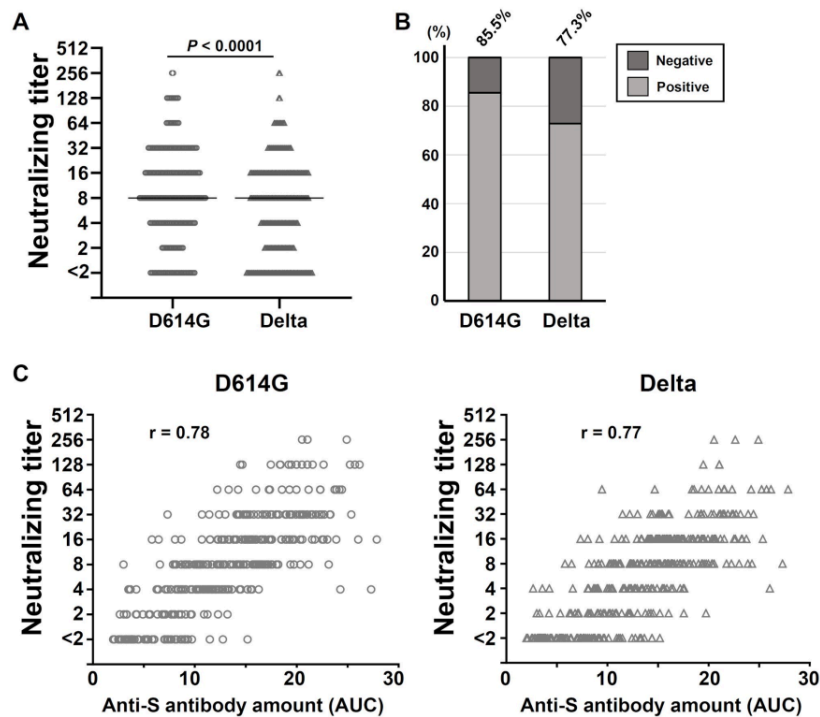 A
P < 0.0001
Neutralizing titer
512
256
128
64
32
16
8
4
2
<2
D614G Delta
B
(%)
85.5% 77.3%
100
80
60
40
20
0
D614G Delta
Negative
Positive
C
D614G
r = 0.78
Neutralizing titer
512
256
128
64
32
16
8
4
2
<2
0 10 20 30
Anti-S antibody amount (AUC)
Delta
r = 0.77
Neutralizing titer
512
256
128
64
32
16
8
4
2
<2
0 10 20 30
Anti-S antibody amount (AUC)